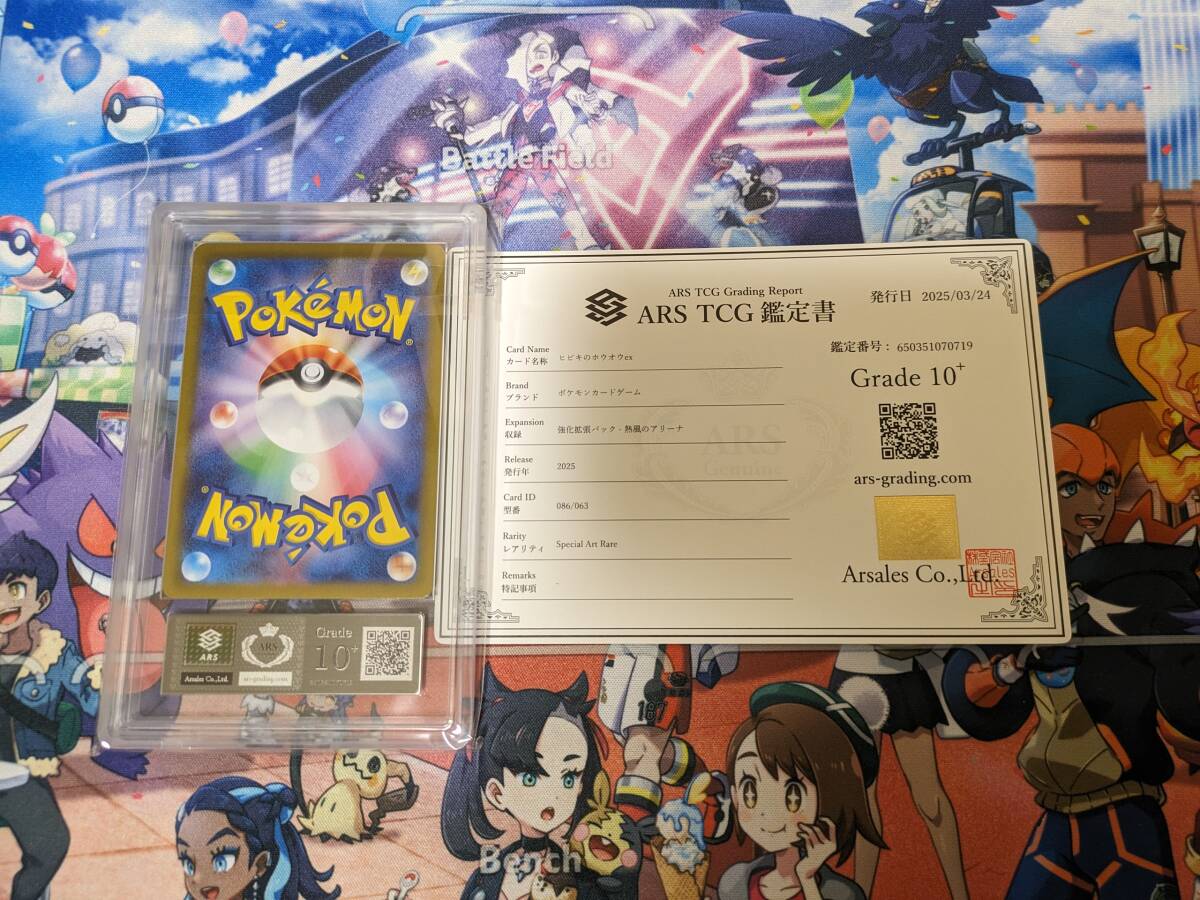 Battle Field
POKéMON
POKéMON
ARS
Arsales Co.,Ltd.
ARS
ars-grading.com
Grade
10+
ARS TCG Grading Report
ARS TCG 鑑定書
発行日 2025/03/24
鑑定番号: 650351070719
Grade 10+
Card Name
カード名称 ヒビキのホウオウex
Brand
ブランド ポケモンカードゲーム
Expansion
収録 強化拡張パック - 熱風のアリーナ
Release
発行年 2025
Card ID
型番 086/063
Rarity
レアリティ Special Art Rare
Remarks
特記事項 -
ARS
Genuine
ars-grading.com
Arsales Co.,Ltd.
187
Bench